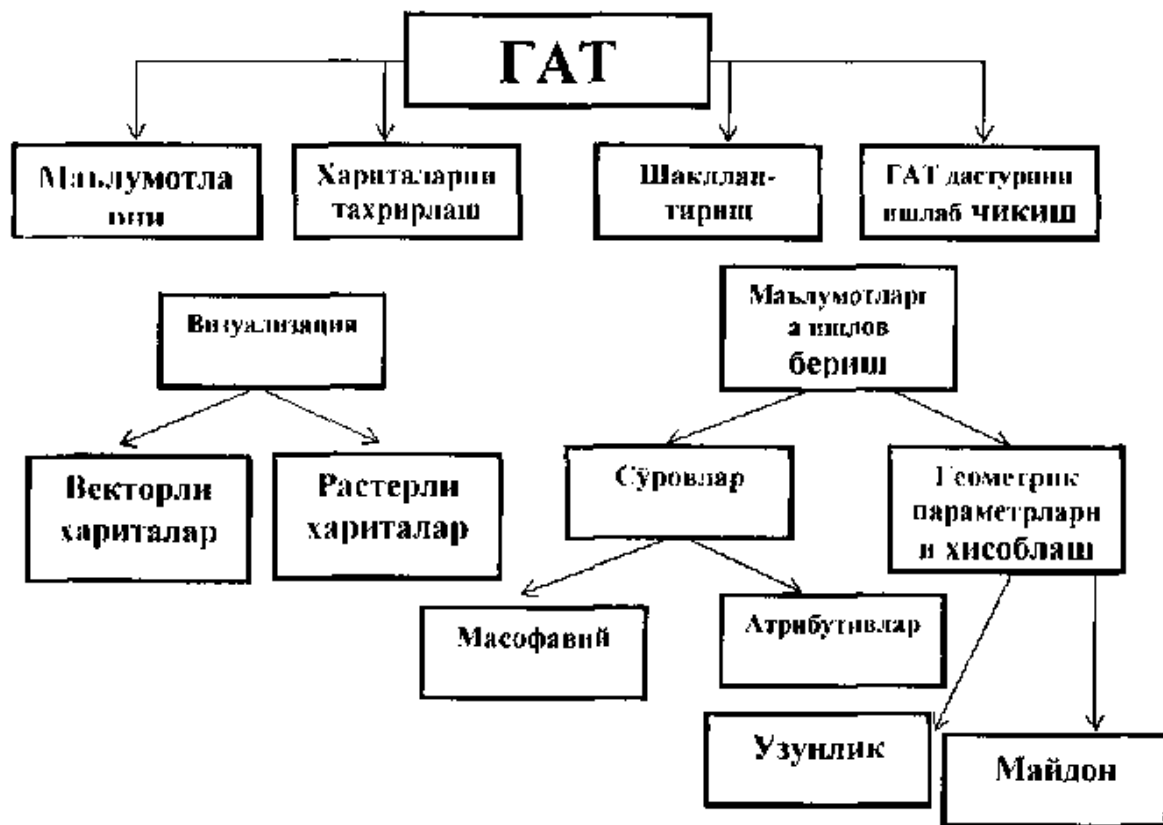 ГАТ
Маълумотла
рни
Хариталарни
тахрирлаш
Шакллан-
тириш
ГАТ дастурини
ишлаб чикиш
Визуализация
Маълумотларг
а ишлов
бериш
Векторли
хариталар
Растерли
хариталар
Сўровлар
Геометрик
параметрларн
и хисоблаш
Масофавий
Атрибутивлар
Узунлик
Майдон